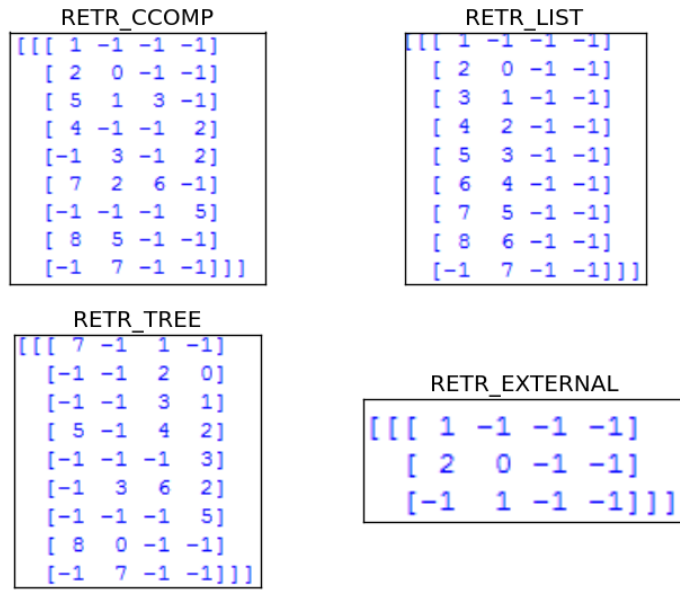 RETR_CCOMP
[[[ 1 -1 -1 -1]
[ 2 0 -1 -1]
[ 5 1 3 -1]
[ 4 -1 -1 2]
[-1 3 -1 2]
[ 7 2 6 -1]
[-1 -1 -1 5]
[ 8 5 -1 -1]
[-1 7 -1 -1]]]
RETR_LIST
[[[ 1 -1 -1 -1]
[ 2 0 -1 -1]
[ 3 1 -1 -1]
[ 4 2 -1 -1]
[ 5 3 -1 -1]
[ 6 4 -1 -1]
[ 7 5 -1 -1]
[ 8 6 -1 -1]
[-1 7 -1 -1]]]
RETR_TREE
[[[ 7 -1 1 -1]
[-1 -1 2 0]
[-1 -1 3 1]
[ 5 -1 4 2]
[-1 -1 -1 3]
[-1 3 6 2]
[-1 -1 -1 5]
[ 8 0 -1 -1]
[-1 7 -1 -1]]]
RETR_EXTERNAL
[[[ 1 -1 -1 -1]
[ 2 0 -1 -1]
[-1 1 -1 -1]]]